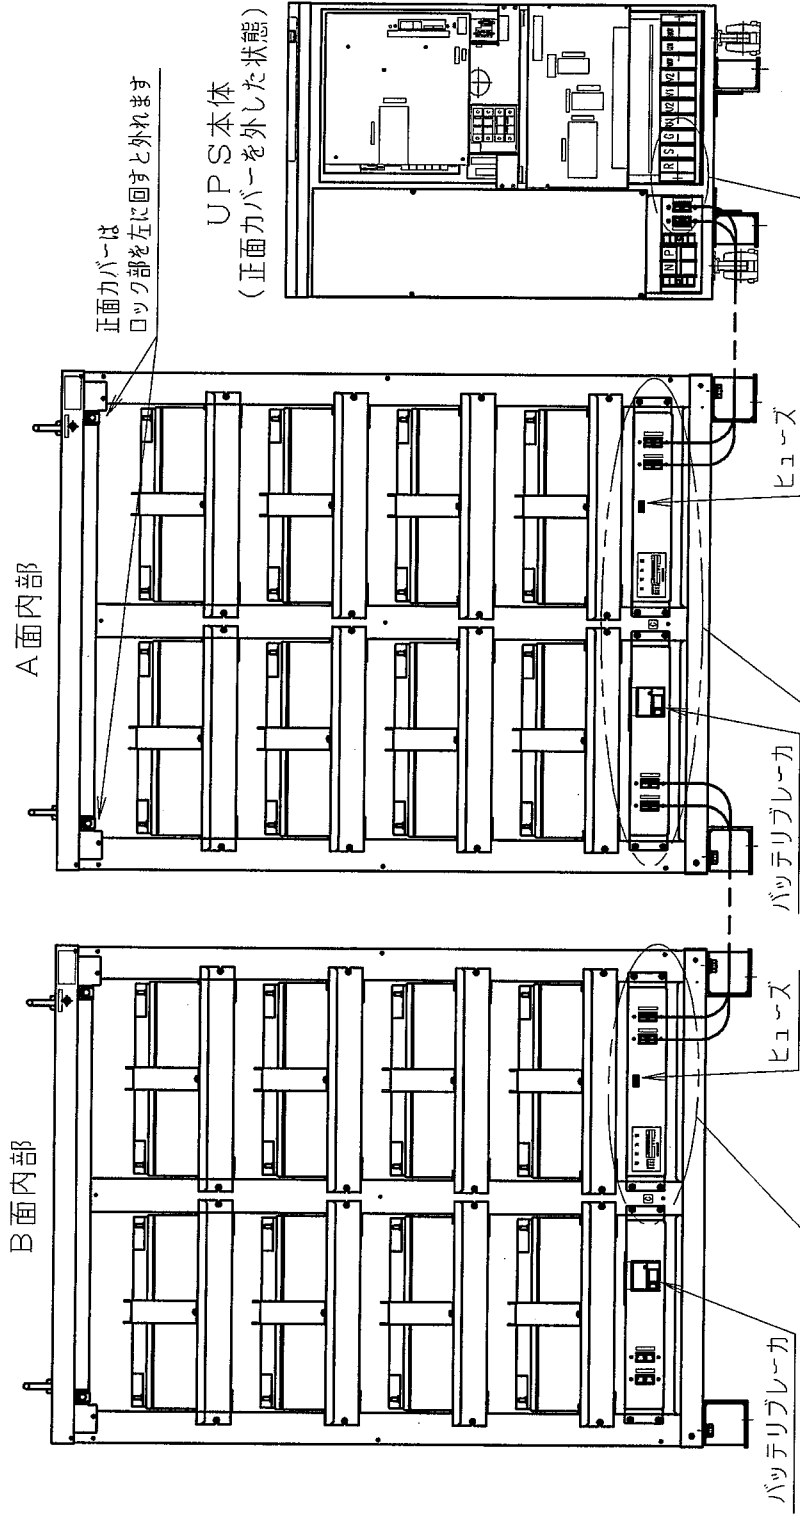 B面内部
A面内部
正面カバーは
ロック部を左に回すと外れます
UPS本体
(正面カバーを外した状態)
バッテリブレーカ
ヒューズ
バッテリブレーカ
ヒューズ
N P
R S G